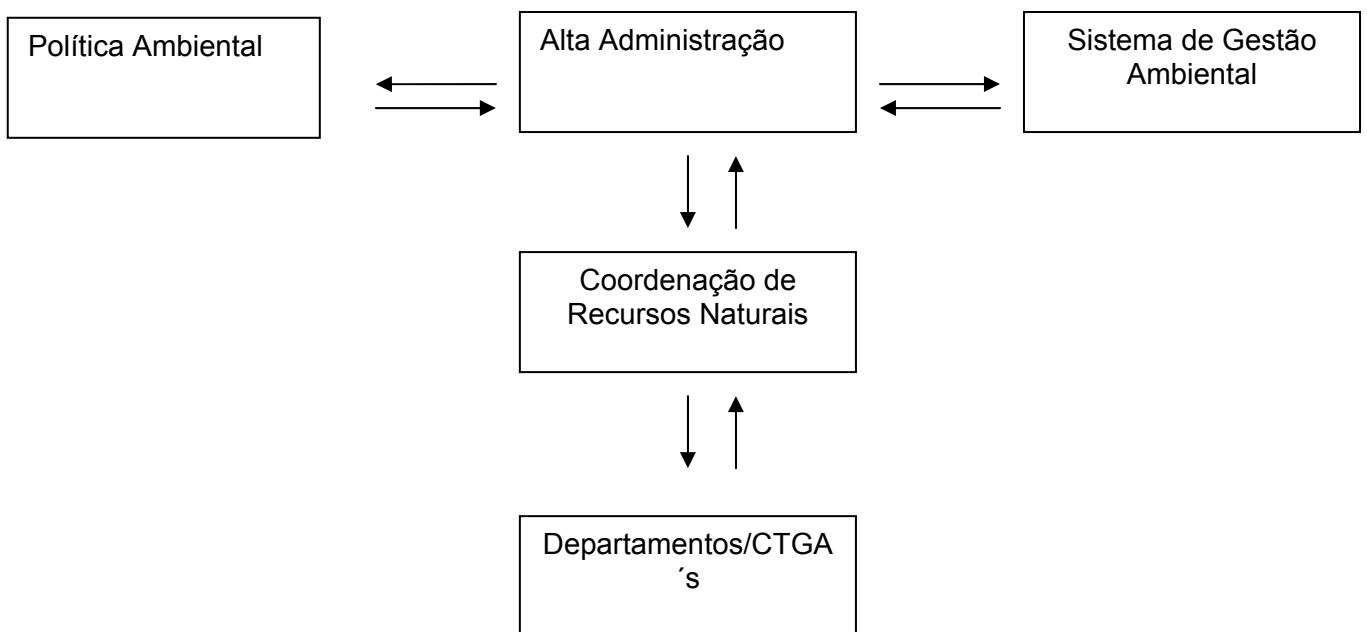 Política Ambiental
Alta Administração
Sistema de Gestão
Ambiental
Coordenação de
Recursos Naturais
Departamentos/CTGA
´s